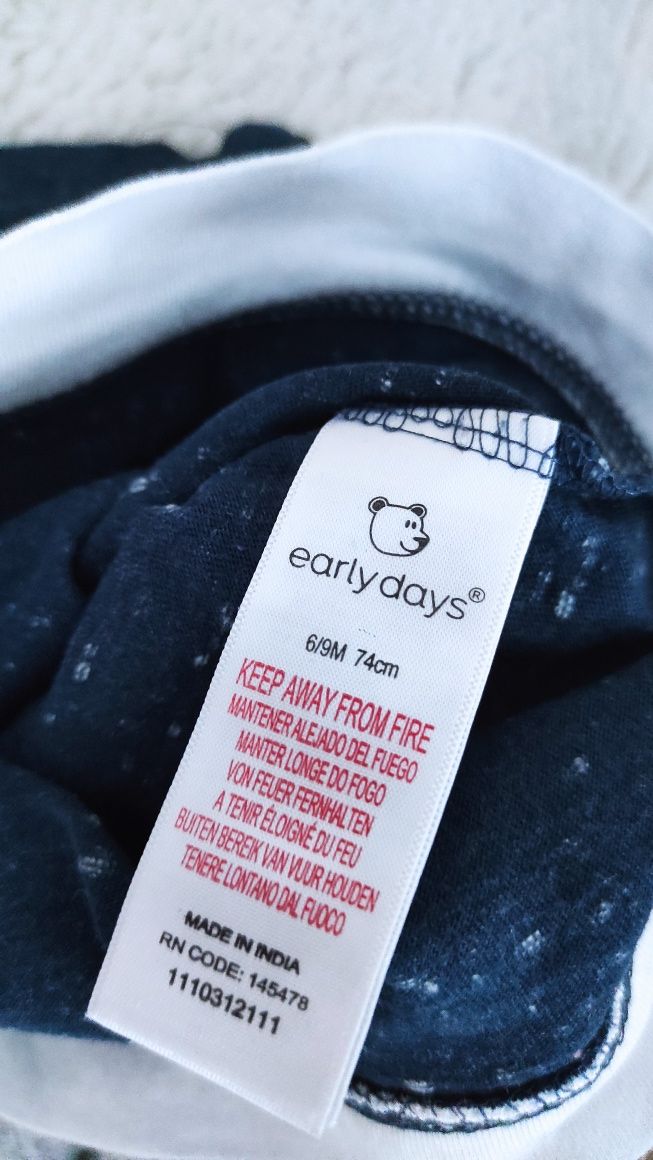 early days®
6/9M 74cm
KEEP AWAY FROM FIRE
MANTENER ALEJADO DEL FUEGO
MANTER LONGE DO FOGO
VON FEUER FERNHALTEN
A TENIR ÉLOIGNÉ DU FEU
BUITEN BEREIK VAN VUUR HOUDEN
TENERE LONTANO DAL FUOCO
MADE IN INDIA
RN CODE: 145478
1110312111